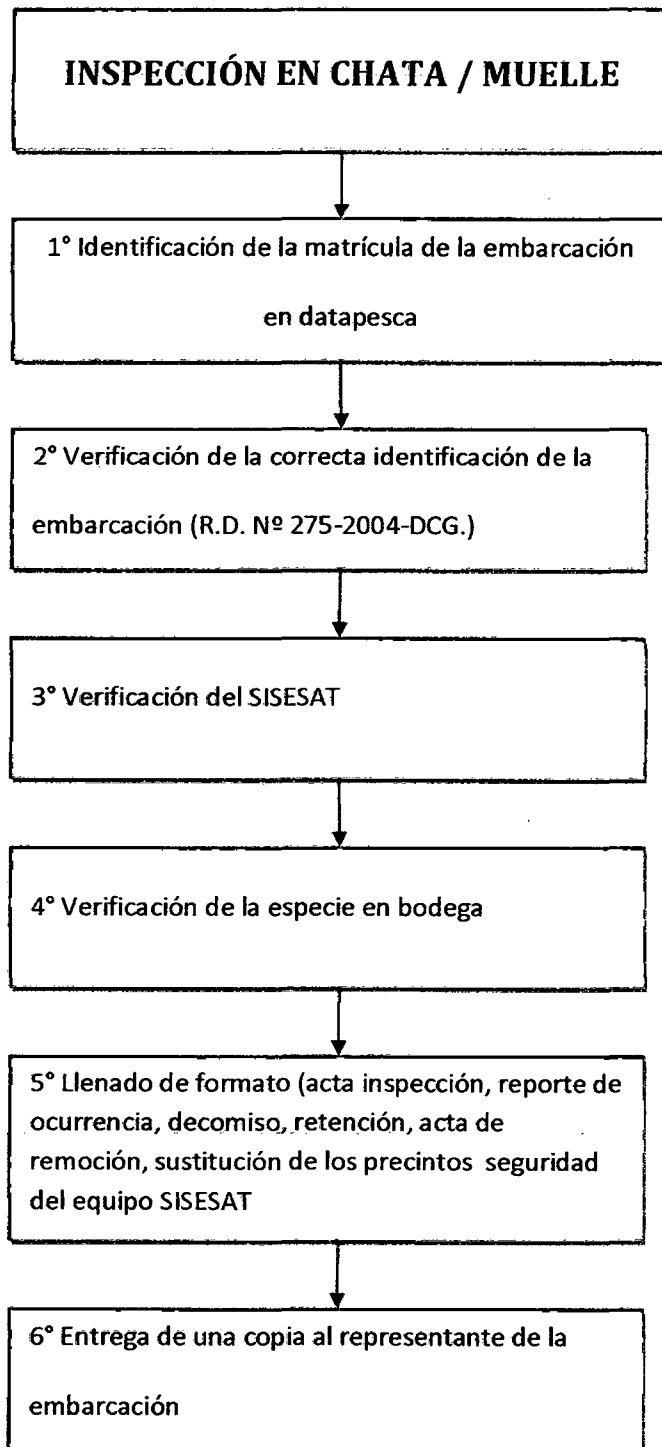 INSPECCIÓN EN CHATA / MUELLE
1° Identificación de la matrícula de la embarcación
en datapesca
2° Verificación de la correcta identificación de la
embarcación (R.D. Nº 275-2004-DCG.)
3° Verificación del SISESAT
4° Verificación de la especie en bodega
5° Llenado de formato (acta inspección, reporte de
ocurrencia, decomiso, retención, acta de
remoción, sustitución de los precintos seguridad
del equipo SISESAT
6° Entrega de una copia al representante de la
embarcación